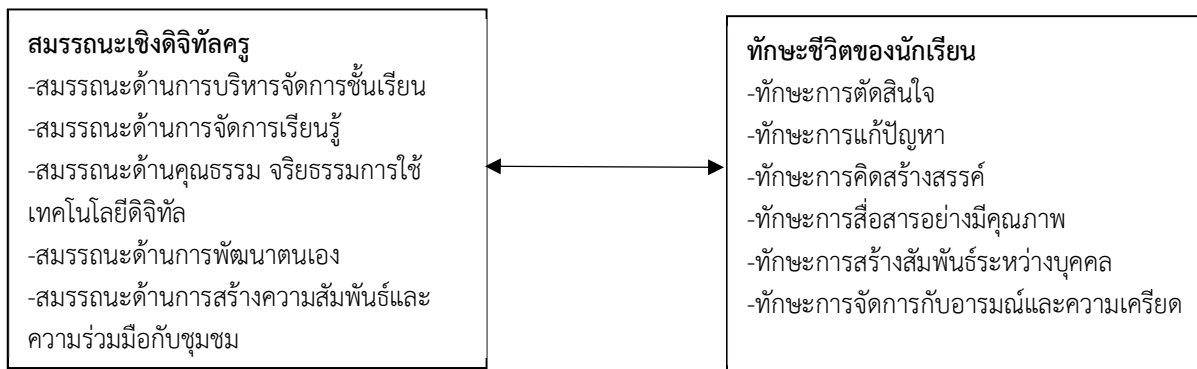 สมรรถนะเชิงดิจิทัลครู
-สมรรถนะด้านการบริหารจัดการชั้นเรียน
-สมรรถนะด้านการจัดการเรียนรู้
-สมรรถนะด้านคุณธรรม จริยธรรมการใช้
เทคโนโลยีดิจิทัล
-สมรรถนะด้านการพัฒนาตนเอง
-สมรรถนะด้านการสร้างความสัมพันธ์และ
ความร่วมมือกับชุมชม
ทักษะชีวิตของนักเรียน
-ทักษะการตัดสินใจ
-ทักษะการแก้ปัญหา
-ทักษะการคิดสร้างสรรค์
-ทักษะการสื่อสารอย่างมีคุณภาพ
-ทักษะการสร้างสัมพันธ์ระหว่างบุคคล
-ทักษะการจัดการกับอารมณ์และความเครียด